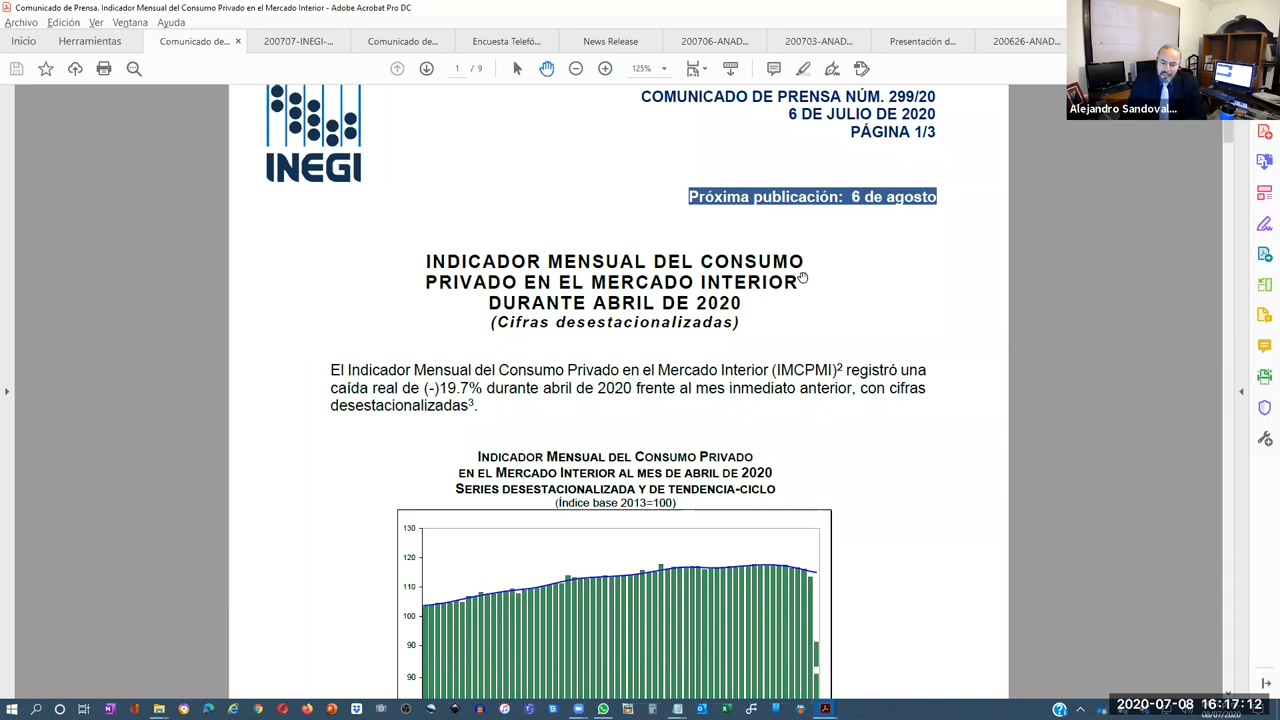 Comunicado de Prensa. Indicador Mensual del Consumo Privado en el Mercado Interior - Adobe Acrobat Pro DC
Archivo Edición Ver Ventana Ayuda
Inicio Herramientas Comunicado de... × 200707-INEGI-... Comunicado de... Encuesta Telefó... News Release 200706-ANAD... 200703-ANAD... Presentación d... 200626-ANAD...
1 / 9 125%
Alejandro Sandoval...
COMUNICADO DE PRENSA NÚM. 299/20
6 DE JULIO DE 2020
PÁGINA 1/3
INEGI
Próxima publicación: 6 de agosto
INDICADOR MENSUAL DEL CONSUMO
PRIVADO EN EL MERCADO INTERIOR
DURANTE ABRIL DE 2020
(Cifras desestacionalizadas)
El Indicador Mensual del Consumo Privado en el Mercado Interior (IMCPMI)² registró una
caída real de (-)19.7% durante abril de 2020 frente al mes inmediato anterior, con cifras
desestacionalizadas³.
INDICADOR MENSUAL DEL CONSUMO PRIVADO
EN EL MERCADO INTERIOR AL MES DE ABRIL DE 2020
SERIES DESESTACIONALIZADA Y DE TENDENCIA-CICLO
(Índice base 2013=100)
130
120
110
100
90
90
2020-07-08 16:17:12
08/07/2020